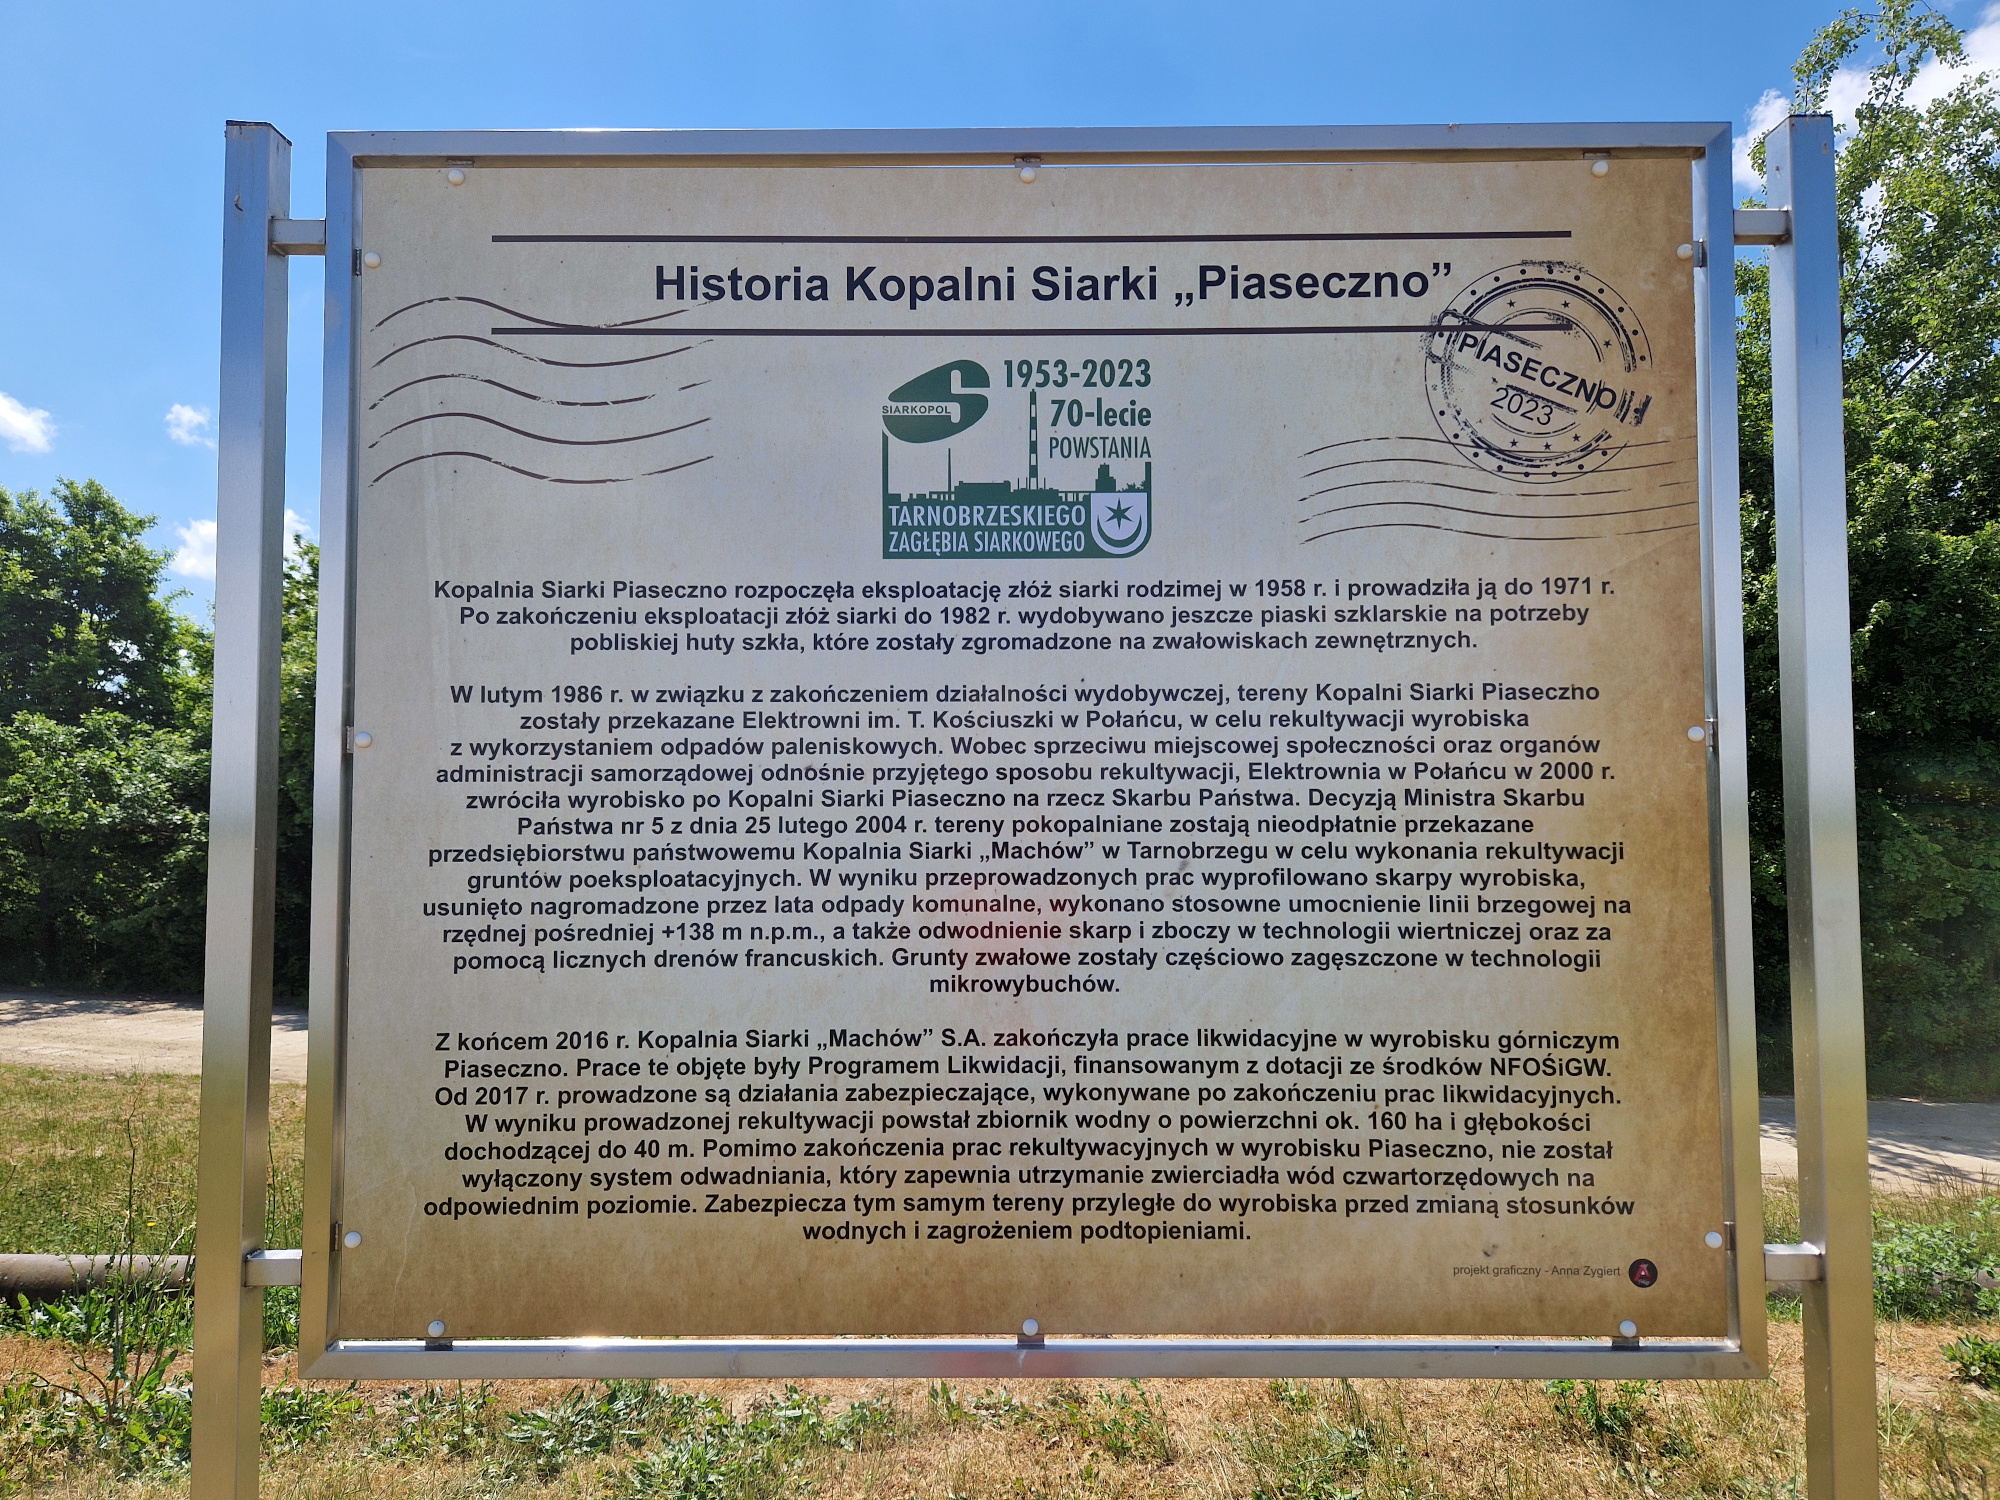 Historia Kopalni Siarki „Piaseczno”
PIASECZNO
2023
SIARKOPOL
1953-2023
70-lecie
POWSTANIA
TARNOBRZESKIEGO
ZAGŁĘBIA SIARKOWEGO
Kopalnia Siarki Piaseczno rozpoczęła eksploatację złóż siarki rodzimej w 1958 r. i prowadziła ją do 1971 r.
Po zakończeniu eksploatacji złóż siarki do 1982 r. wydobywano jeszcze piaski szklarskie na potrzeby
pobliskiej huty szkła, które zostały zgromadzone na zwałowiskach zewnętrznych.
W lutym 1986 r. w związku z zakończeniem działalności wydobywczej, tereny Kopalni Siarki Piaseczno
zostały przekazane Elektrowni im. T. Kościuszki w Połańcu, w celu rekultywacji wyrobiska
z wykorzystaniem odpadów paleniskowych. Wobec sprzeciwu miejscowej społeczności oraz organów
administracji samorządowej odnośnie przyjętego sposobu rekultywacji, Elektrownia w Połańcu w 2000 r.
zwróciła wyrobisko po Kopalni Siarki Piaseczno na rzecz Skarbu Państwa. Decyzją Ministra Skarbu
Państwa nr 5 z dnia 25 lutego 2004 r. tereny pokopalniane zostają nieodpłatnie przekazane
przedsiębiorstwu państwowemu Kopalnia Siarki „Machów” w Tarnobrzegu w celu wykonania rekultywacji
gruntów poeksploatacyjnych. W wyniku przeprowadzonych prac wyprofilowano skarpy wyrobiska,
usunięto nagromadzone przez lata odpady komunalne, wykonano stosowne umocnienie linii brzegowej na
rzędnej pośredniej +138 m n.p.m., a także odwodnienie skarp i zboczy w technologii wiertniczej oraz za
pomocą licznych drenów francuskich. Grunty zwałowe zostały częściowo zagęszczone w technologii
mikrowybuchów.
Z końcem 2016 r. Kopalnia Siarki „Machów” S.A. zakończyła prace likwidacyjne w wyrobisku górniczym
Piaseczno. Prace te objęte były Programem Likwidacji, finansowanym z dotacji ze środków NFOŚiGW.
Od 2017 r. prowadzone są działania zabezpieczające, wykonywane po zakończeniu prac likwidacyjnych.
W wyniku prowadzonej rekultywacji powstał zbiornik wodny o powierzchni ok. 160 ha i głębokości
dochodzącej do 40 m. Pomimo zakończenia prac rekultywacyjnych w wyrobisku Piaseczno, nie został
wyłączony system odwadniania, który zapewnia utrzymanie zwierciadła wód czwartorzędowych na
odpowiednim poziomie. Zabezpiecza tym samym tereny przyległe do wyrobiska przed zmianą stosunków
wodnych i zagrożeniem podtopieniami.
projekt graficzny - Anna Zygiert